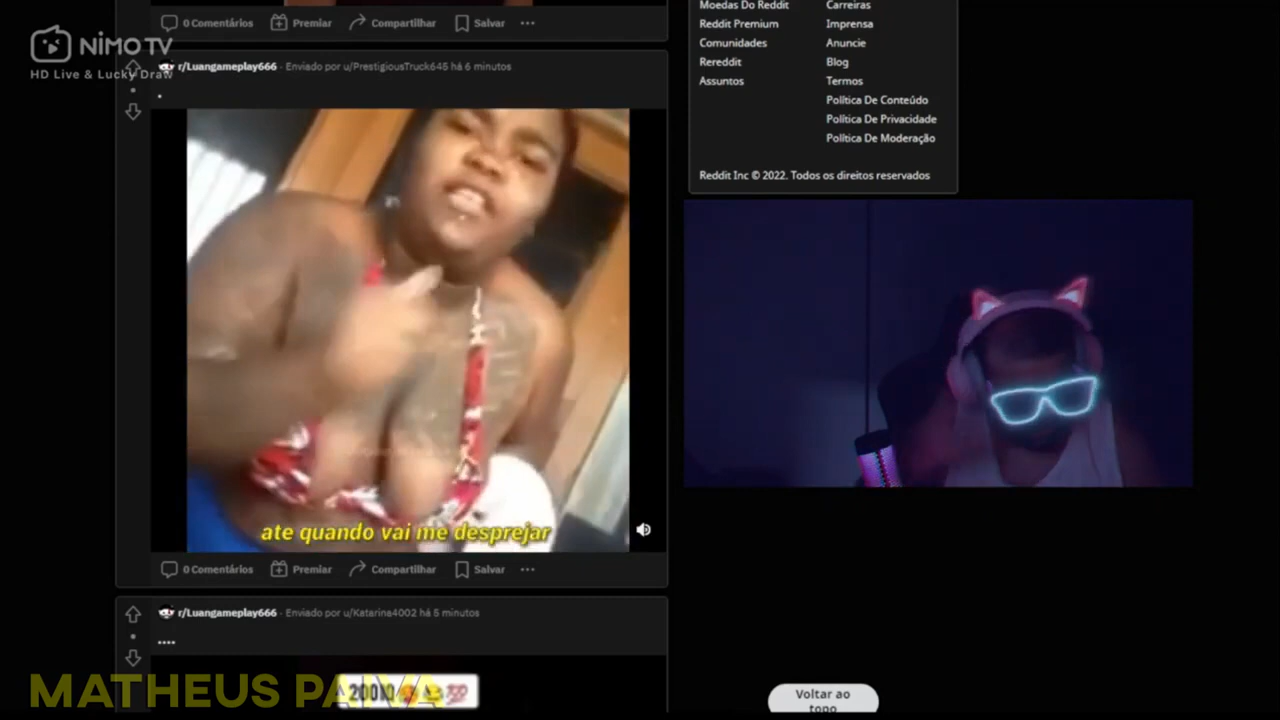 0 Comentários Premiar Compartilhar Salvar
NIMO TV
HD Live & Lucky Draw
r/Luangameplay666 · Enviado por u/PrestigiousTruck645 há 6 minutos
.
ate quando vai me desprejar
0 Comentários Premiar Compartilhar Salvar
r/Luangameplay666 · Enviado por u/Katarina4002 há 5 minutos
....
MATHEUS PAIVA
Moedas Do Reddit Carreiras
Reddit Premium Imprensa
Comunidades Anuncie
Rereddit Blog
Assuntos Termos
Política De Conteúdo
Política De Privacidade
Política De Moderação
Reddit Inc © 2022. Todos os direitos reservados
Voltar ao
topo